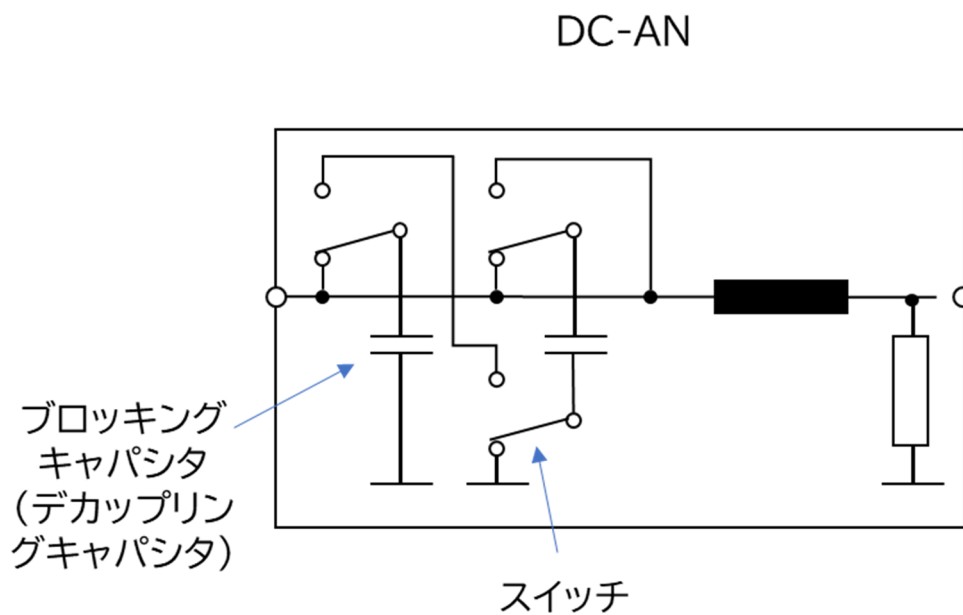 DC-AN
ブロッキング
キャパシタ
（デカップリン
グキャパシタ）
スイッチ